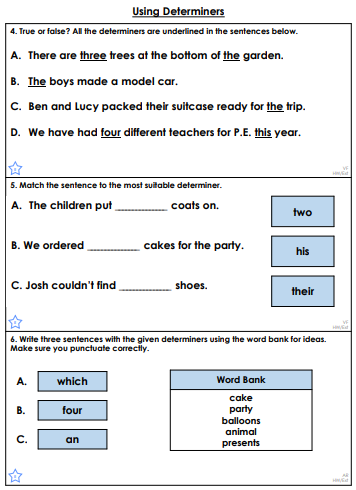 Using Determiners
4. True or false? All the determiners are underlined in the sentences below.
A. There are three trees at the bottom of the garden.
B. The boys made a model car.
C. Ben and Lucy packed their suitcase ready for the trip.
D. We have had four different teachers for P.E. this year.
5. Match the sentence to the most suitable determiner.
A. The children put __________ coats on.
two
B. We ordered __________ cakes for the party.
his
C. Josh couldn't find __________ shoes.
their
6. Write three sentences with the given determiners using the word bank for ideas.
Make sure you punctuate correctly.
A. which
B. four
C. an
Word Bank
cake
party
balloons
animal
presents